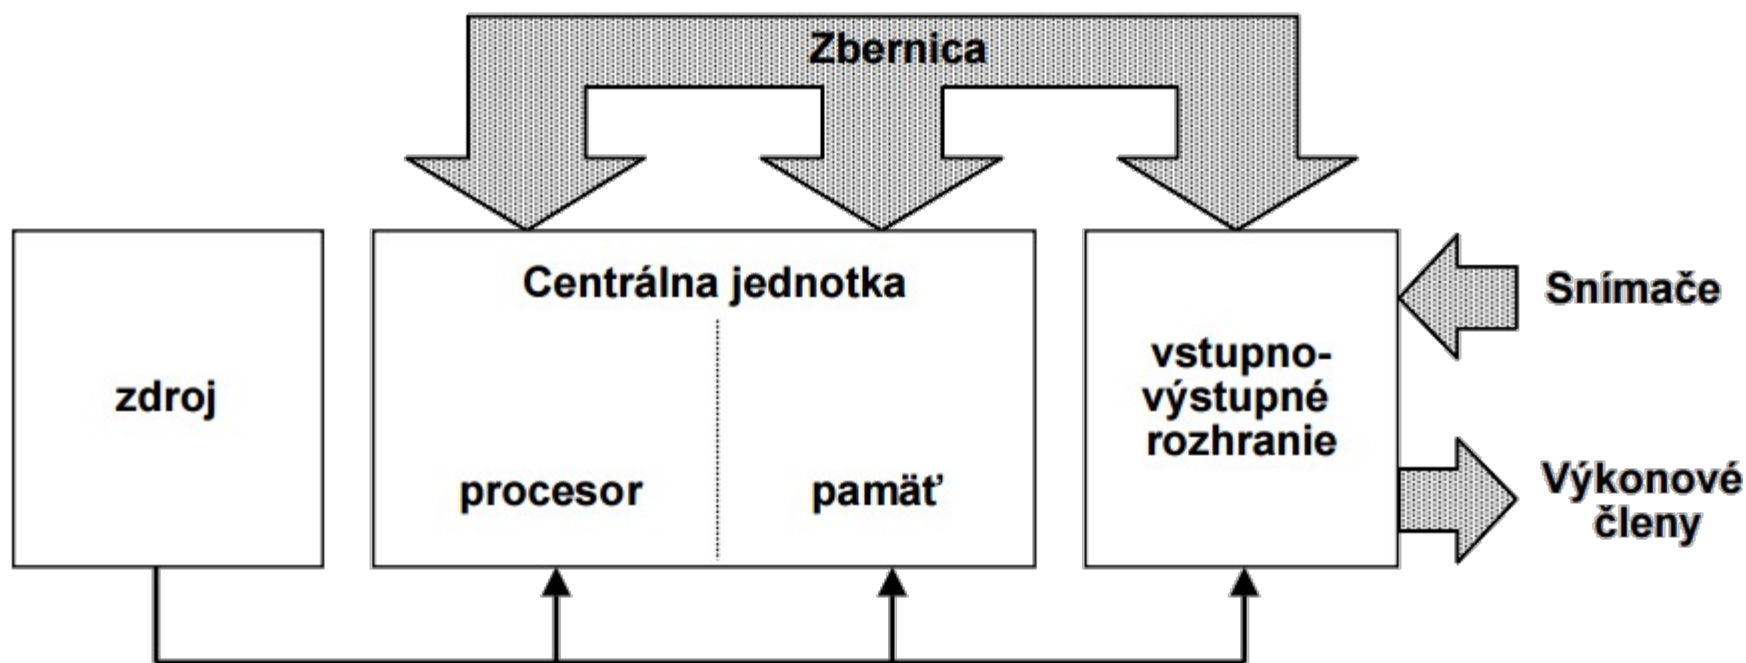 Zbernica
zdroj
Centrálna jednotka
procesor
pamäť
vstupno-
výstupné
rozhranie
Snímače
Výkonové
členy